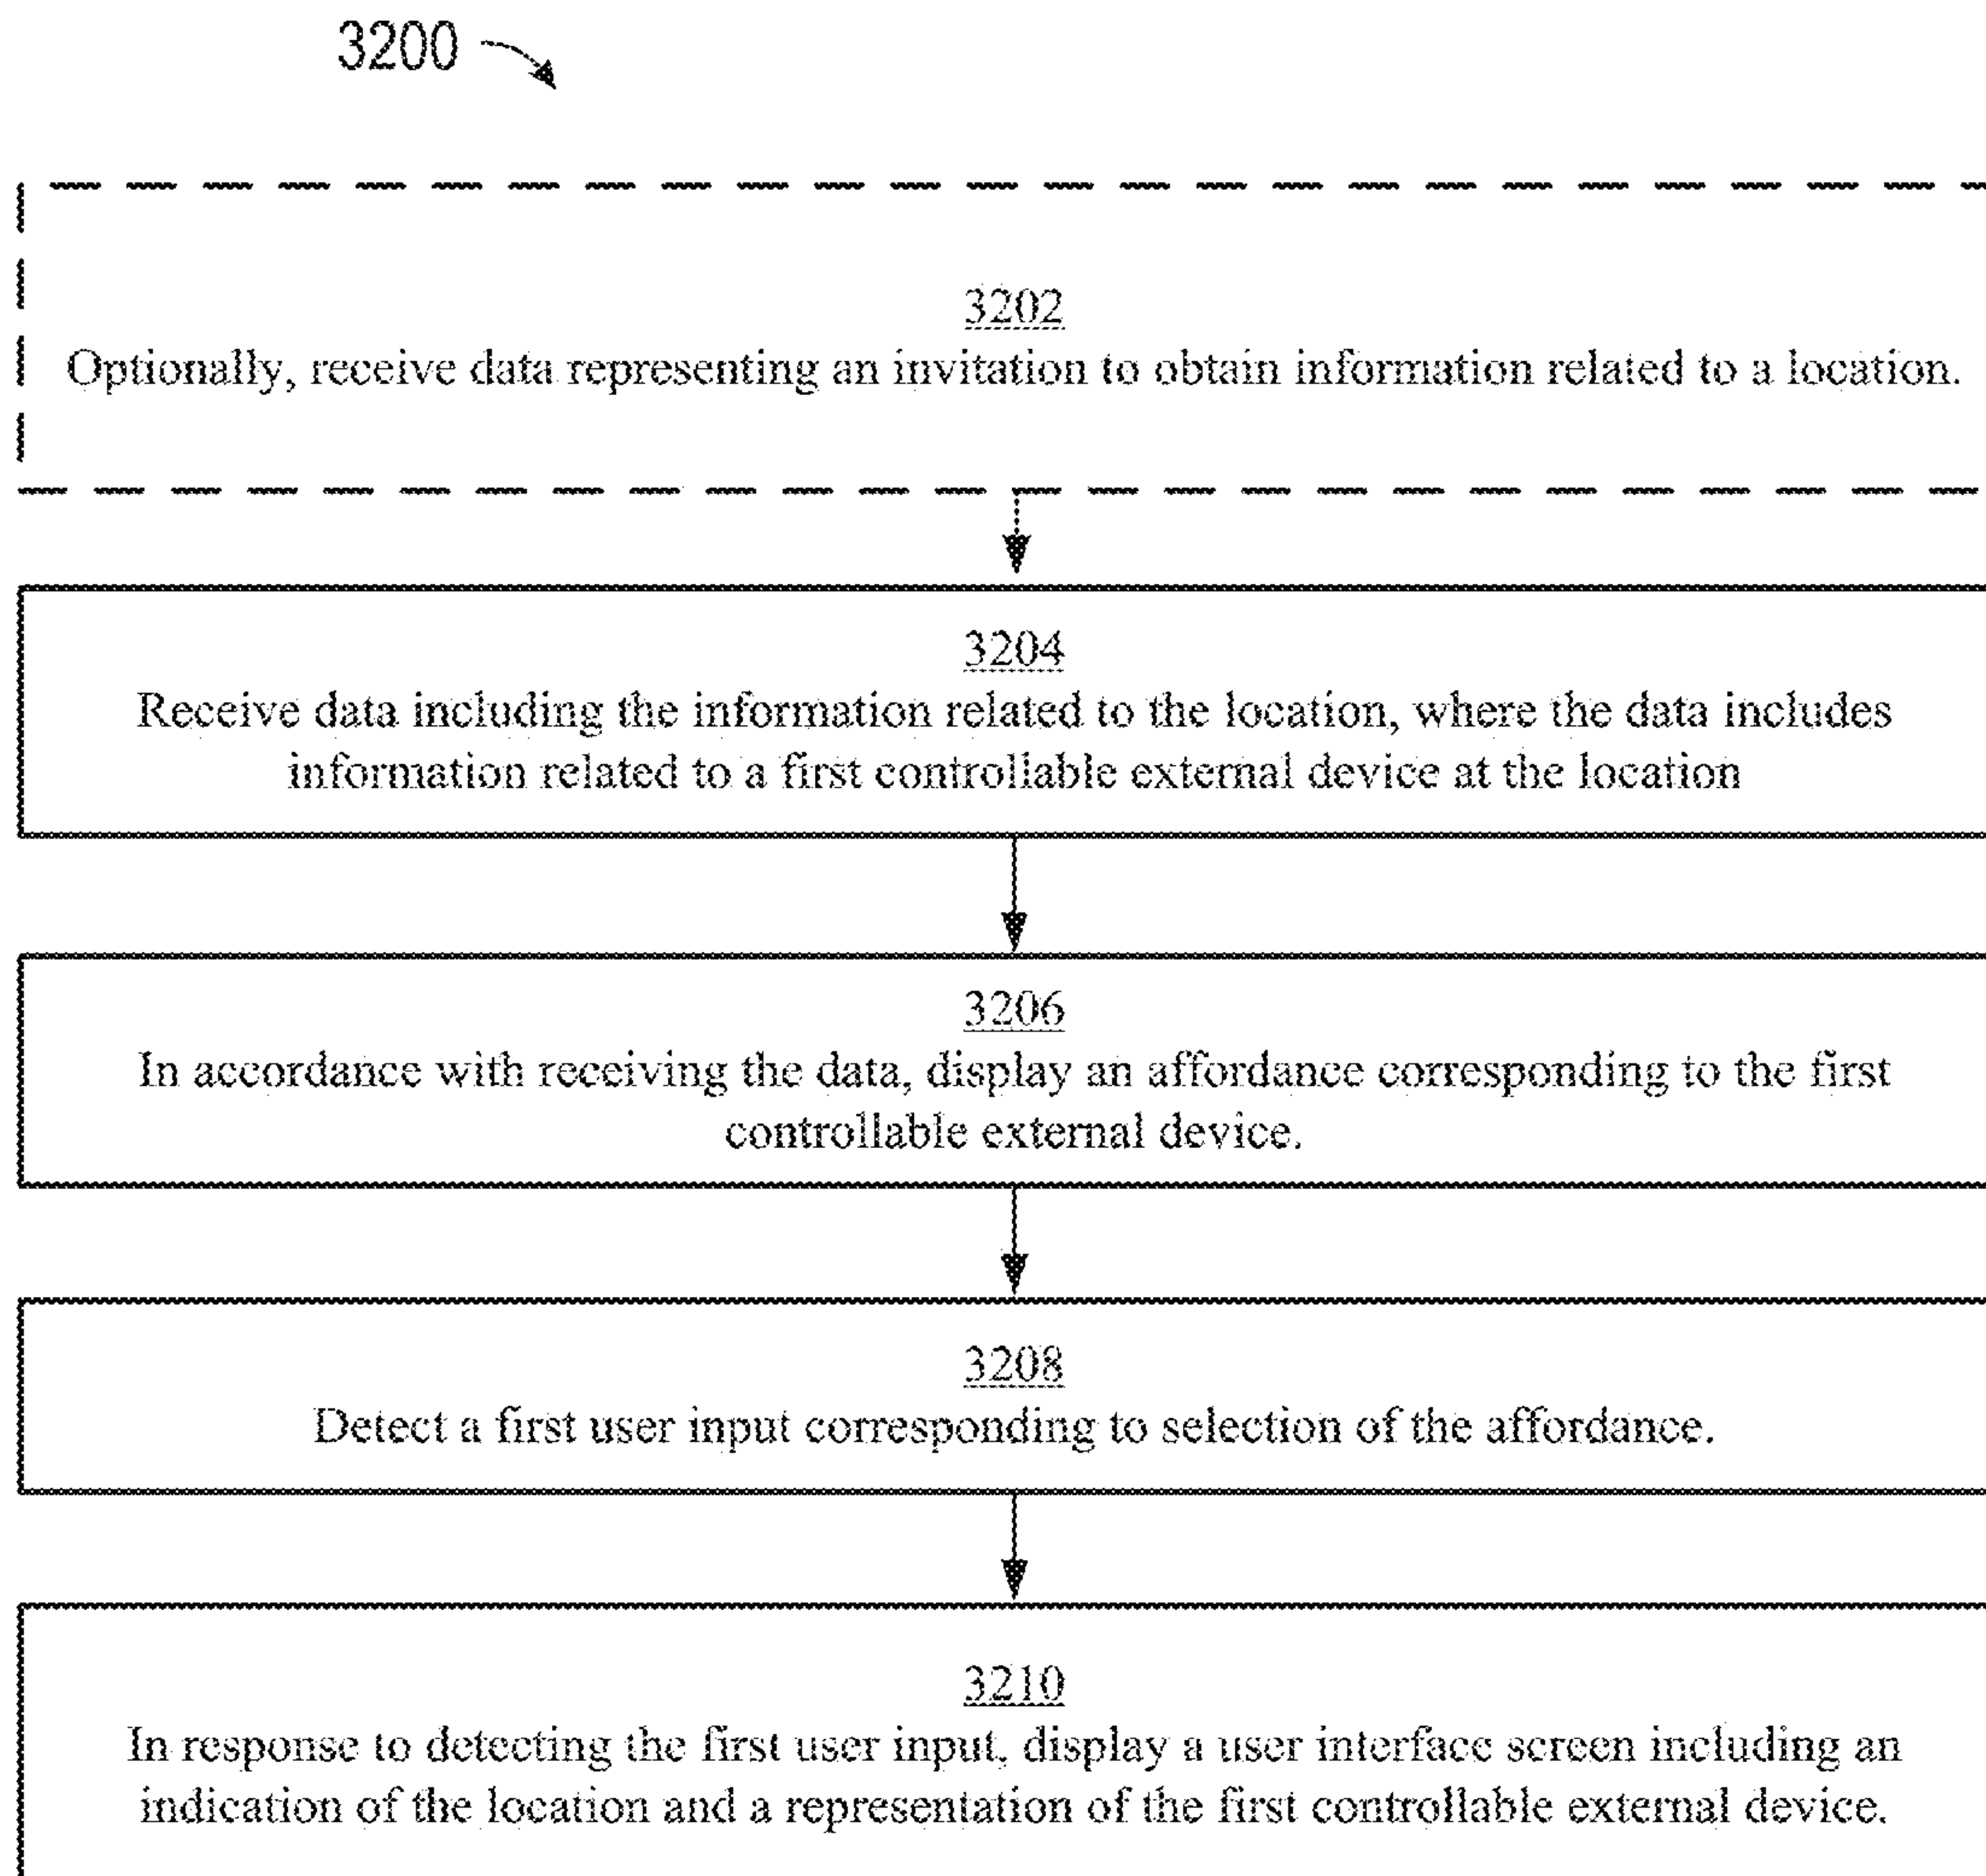 3200
3202
Optionally, receive data representing an invitation to obtain information related to a location.
3204
Receive data including the information related to the location, where the data includes
information related to a first controllable external device at the location
3206
In accordance with receiving the data, display an affordance corresponding to the first
controllable external device.
3208
Detect a first user input corresponding to selection of the affordance.
3210
In response to detecting the first user input, display a user interface screen including an
indication of the location and a representation of the first controllable external device.